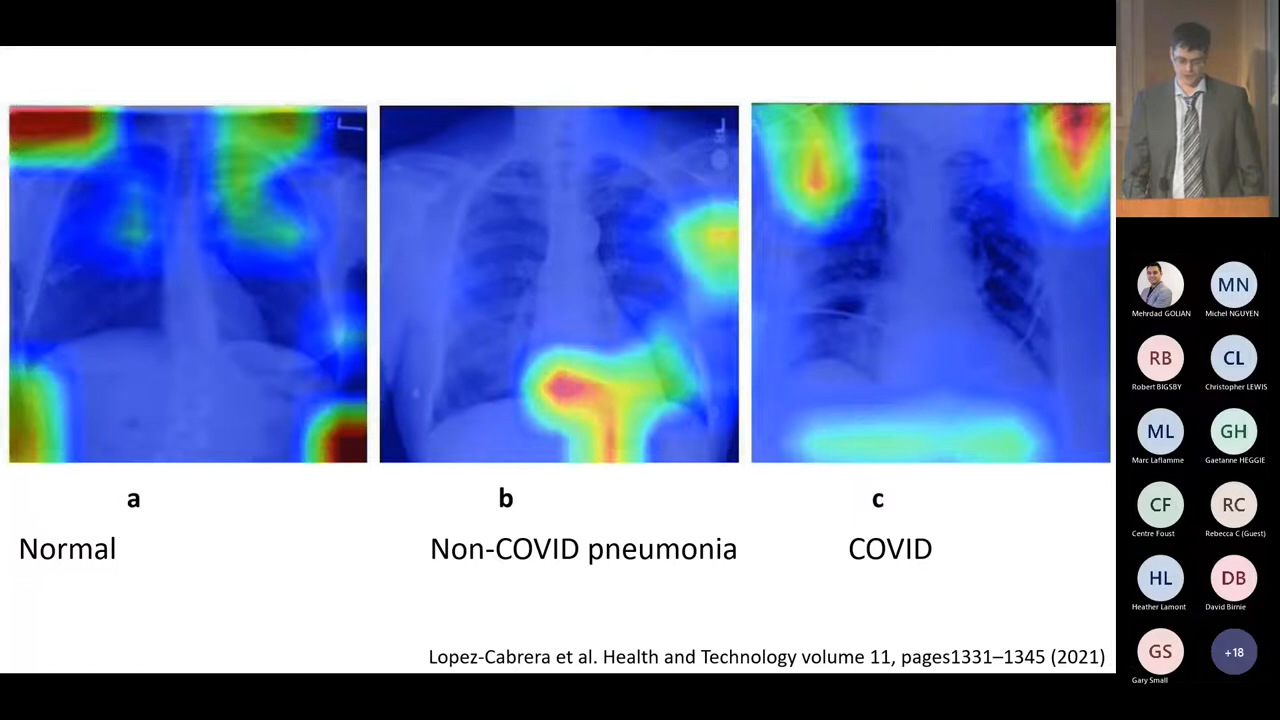 L
L
a
b
c
Normal
Non-COVID pneumonia
COVID
Lopez-Cabrera et al. Health and Technology volume 11, pages1331–1345 (2021)
Mehrdad GOLIAN
MN
Michel NGUYEN
RB
Robert BIGSBY
CL
Christopher LEWIS
ML
Marc Laflamme
GH
Gaetanne HEGGIE
CF
Centre Foust
RC
Rebecca C (Guest)
HL
Heather Lamont
DB
David Birnie
GS
Gary Small
+18